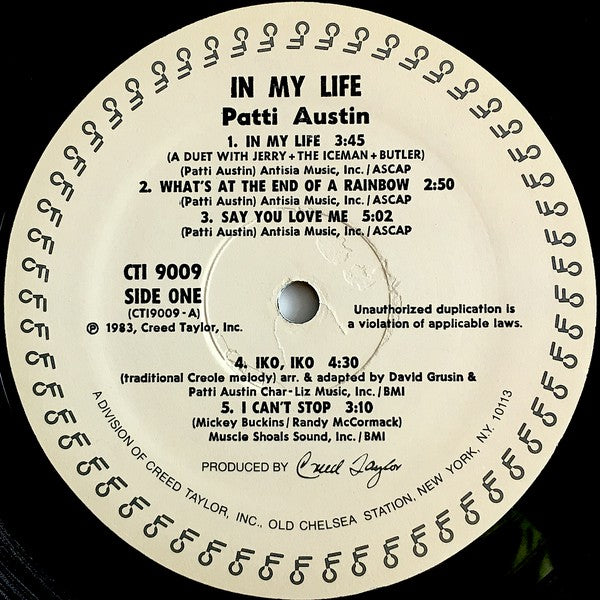 IN MY LIFE
Patti Austin
1. IN MY LIFE 3:45
(A DUET WITH JERRY+THE ICEMAN+BUTLER)
(Patti Austin) Antisia Music, Inc./ASCAP
2. WHAT'S AT THE END OF A RAINBOW 2:50
(Patti Austin) Antisia Music, Inc./ASCAP
3. SAY YOU LOVE ME 5:02
(Patti Austin) Antisia Music, Inc./ASCAP
CTI 9009
SIDE ONE
(CTI9009-A)
℗ 1983, Creed Taylor, Inc.
Unauthorized duplication is
a violation of applicable laws.
4. IKO, IKO 4:30
(traditional Creole melody) arr. & adapted by David Grusin &
Patti Austin Char-Liz Music, Inc./BMI
5. I CAN'T STOP 3:10
(Mickey Buckins/Randy McCormack)
Muscle Shoals Sound, Inc./BMI
PRODUCED BY Creed Taylor
A DIVISION OF CREED TAYLOR, INC., OLD CHELSEA STATION, NEW YORK, N.Y. 10113